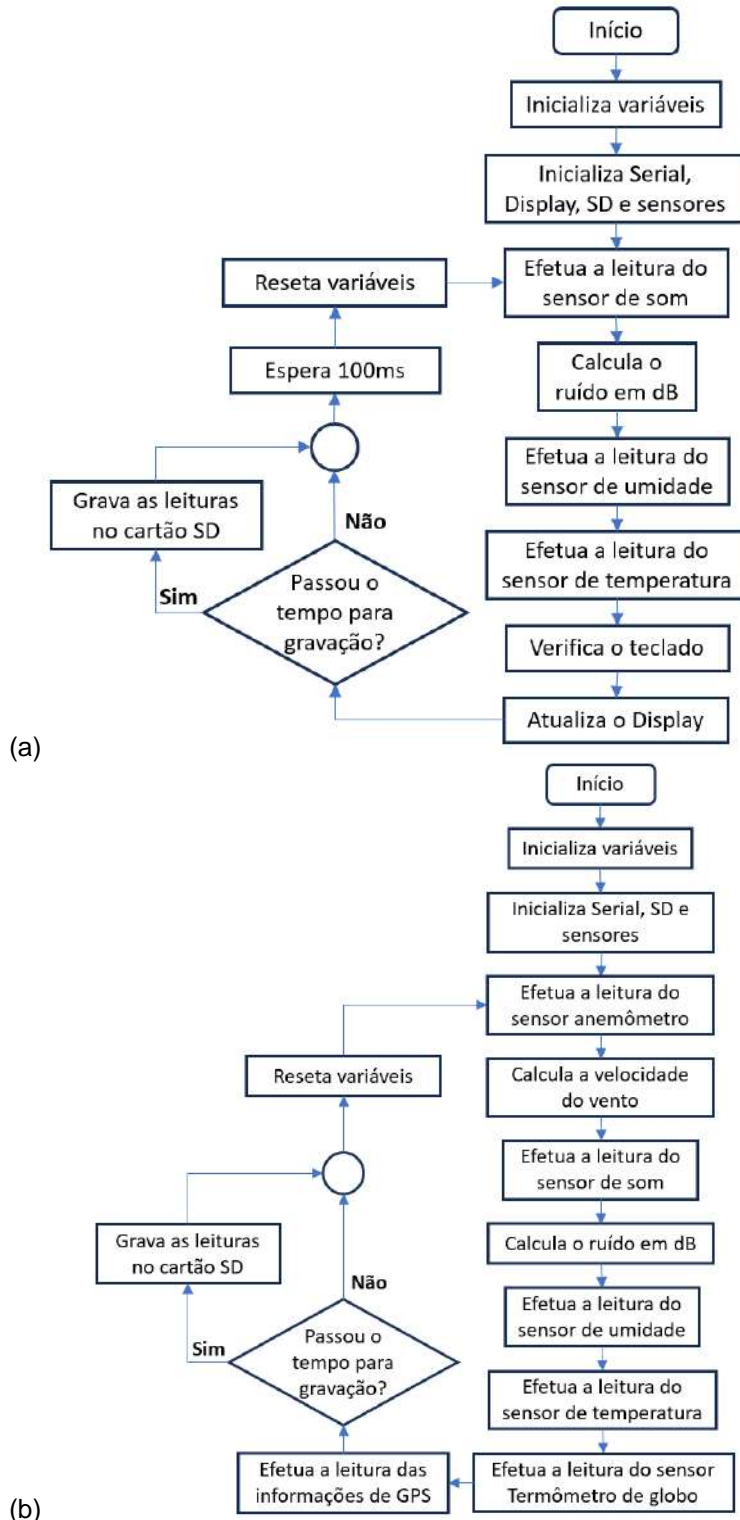 Início
Inicializa variáveis
Inicializa Serial,
Display, SD e sensores
Efetua a leitura do
sensor de som
Calcula o
ruído em dB
Efetua a leitura do
sensor de umidade
Efetua a leitura do
sensor de temperatura
Verifica o teclado
Atualiza o Display
Passou o
tempo para
gravação?
Sim
Não
Grava as leituras
no cartão SD
Espera 100ms
Reseta variáveis
(a)
Início
Inicializa variáveis
Inicializa Serial, SD e
sensores
Efetua a leitura do
sensor anemômetro
Calcula a velocidade
do vento
Efetua a leitura do
sensor de som
Calcula o ruído em dB
Efetua a leitura do
sensor de umidade
Efetua a leitura do
sensor de temperatura
Efetua a leitura do sensor
Termômetro de globo
Efetua a leitura das
informações de GPS
Passou o
tempo para
gravação?
Sim
Não
Grava as leituras
no cartão SD
Reseta variáveis
(b)